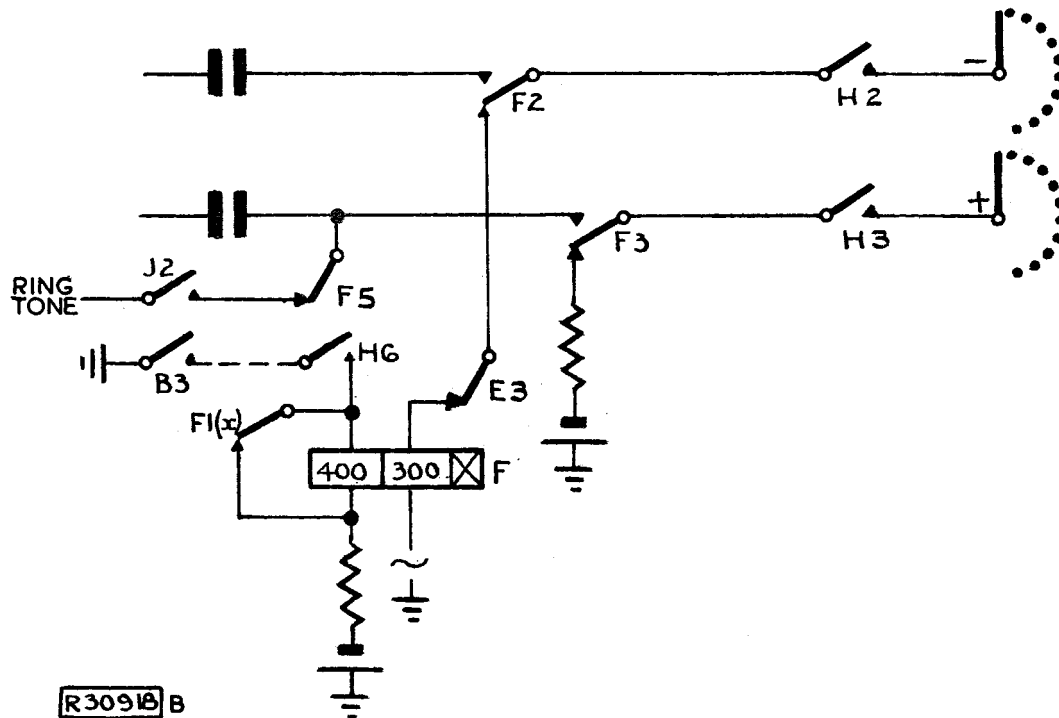 −
F2
H2
+
F3
H3
J2
RING
TONE
F5
H6
B3
E3
F1(x)
400
300
F
R30918 B